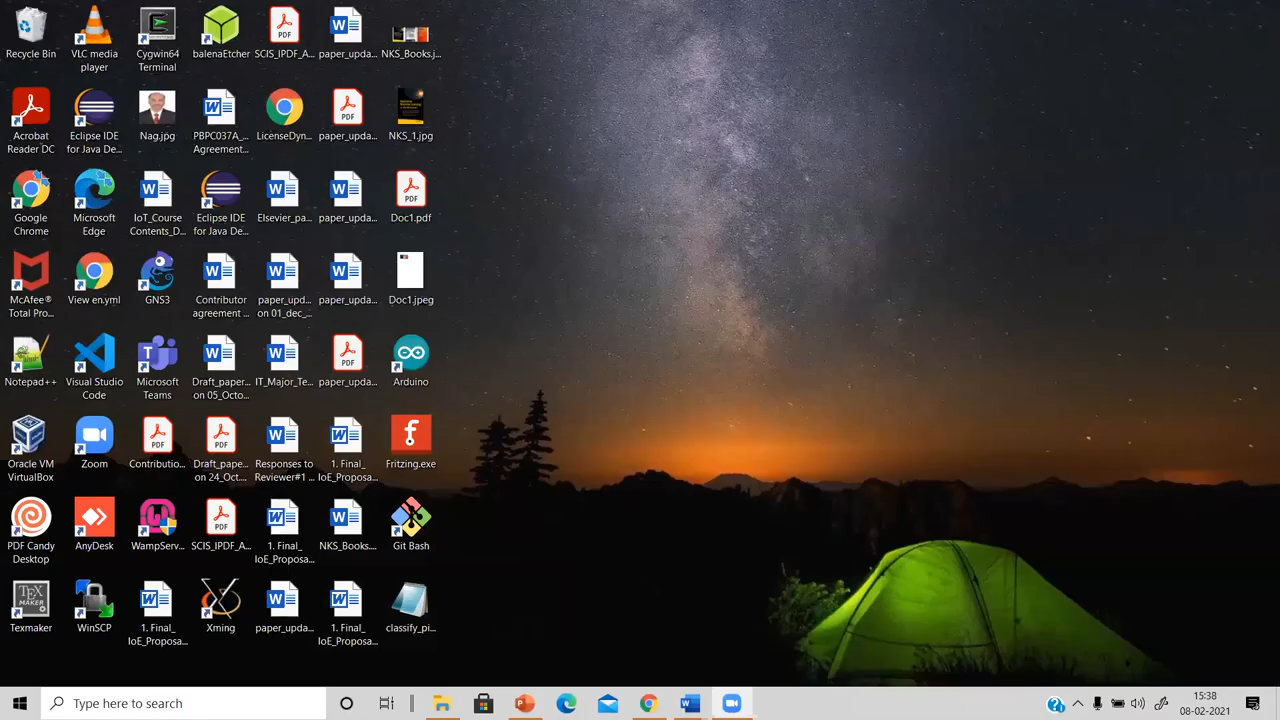 Recycle Bin
VLC media
player
Cygwin64
Terminal
balenaEtcher
SCIS_IPDF_A...
paper_upda...
NKS_Books.j...
Acrobat
Reader DC
Eclipse IDE
for Java De...
Nag.jpg
PBPC037A_...
Agreement...
LicenseDyn...
paper_upda...
NKS_1.jpg
Google
Chrome
Microsoft
Edge
IoT_Course
Contents_D...
Eclipse IDE
for Java De...
Elsevier_pa...
paper_upda...
Doc1.pdf
McAfee®
Total Pro...
View en.yml
GNS3
Contributor
agreement ...
paper_upd...
on 01_dec_...
paper_upda...
Doc1.jpeg
Notepad++
Visual Studio
Code
Microsoft
Teams
Draft_paper...
on 05_Octo...
IT_Major_Te...
paper_upda...
Arduino
Oracle VM
VirtualBox
Zoom
Contributio...
Draft_pape...
on 24_Oct...
Responses to
Reviewer#1 ...
1. Final_
IoE_Proposa...
Fritzing.exe
PDF Candy
Desktop
AnyDesk
WampServ...
SCIS_IPDF_A...
1. Final_
IoE_Proposa...
NKS_Books....
Git Bash
Texmaker
WinSCP
1. Final_
IoE_Proposa...
Xming
paper_upda...
1. Final_
IoE_Proposa...
classify_pi...
Type here to search
15:38
08-02-2021